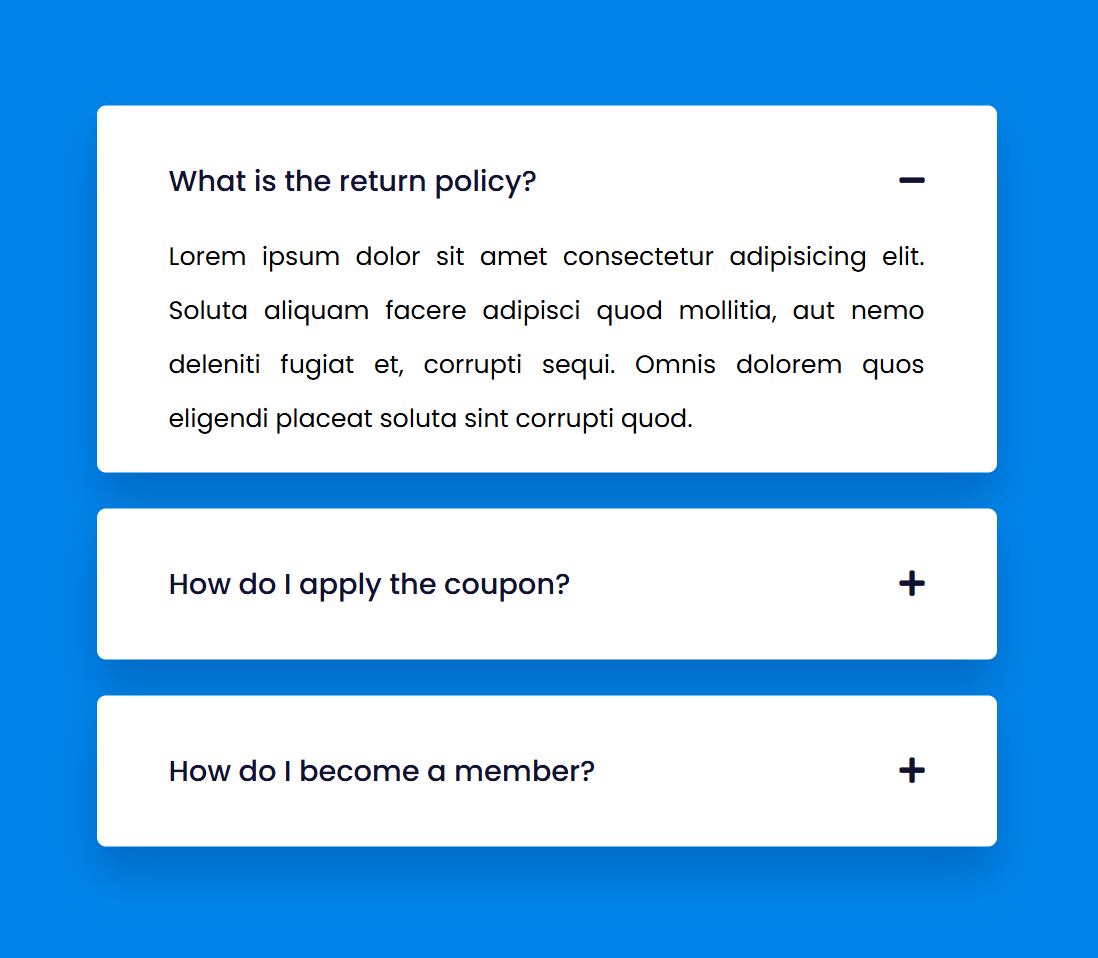 What is the return policy?
Lorem ipsum dolor sit amet consectetur adipisicing elit.
Soluta aliquam facere adipisci quod mollitia, aut nemo
deleniti fugiat et, corrupti sequi. Omnis dolorem quos
eligendi placeat soluta sint corrupti quod.
How do I apply the coupon?
How do I become a member?